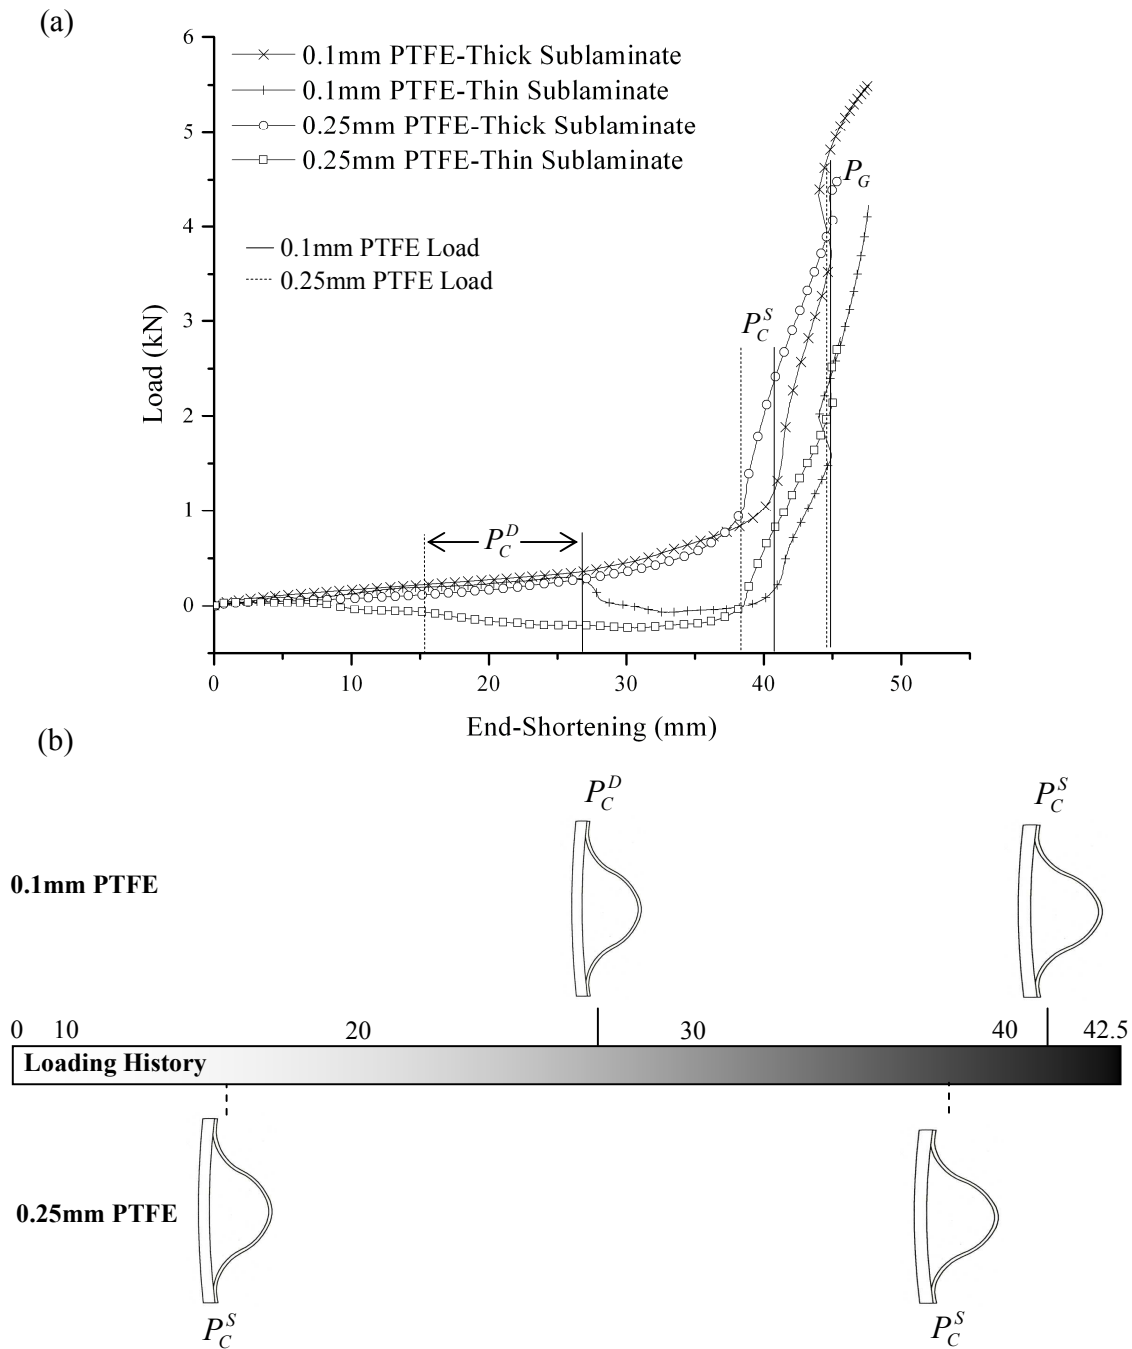 (a)
6
5
4
3
2
1
0
Load (kN)
0.1mm PTFE-Thick Sublaminate
0.1mm PTFE-Thin Sublaminate
0.25mm PTFE-Thick Sublaminate
0.25mm PTFE-Thin Sublaminate
0.1mm PTFE Load
0.25mm PTFE Load
P_G
P_C^S
P_C^D
0 10 20 30 40 50
End-Shortening (mm)
(b)
P_C^D P_C^S
0.1mm PTFE
0 10 20 30 40 42.5
Loading History
0.25mm PTFE
P_C^S P_C^S